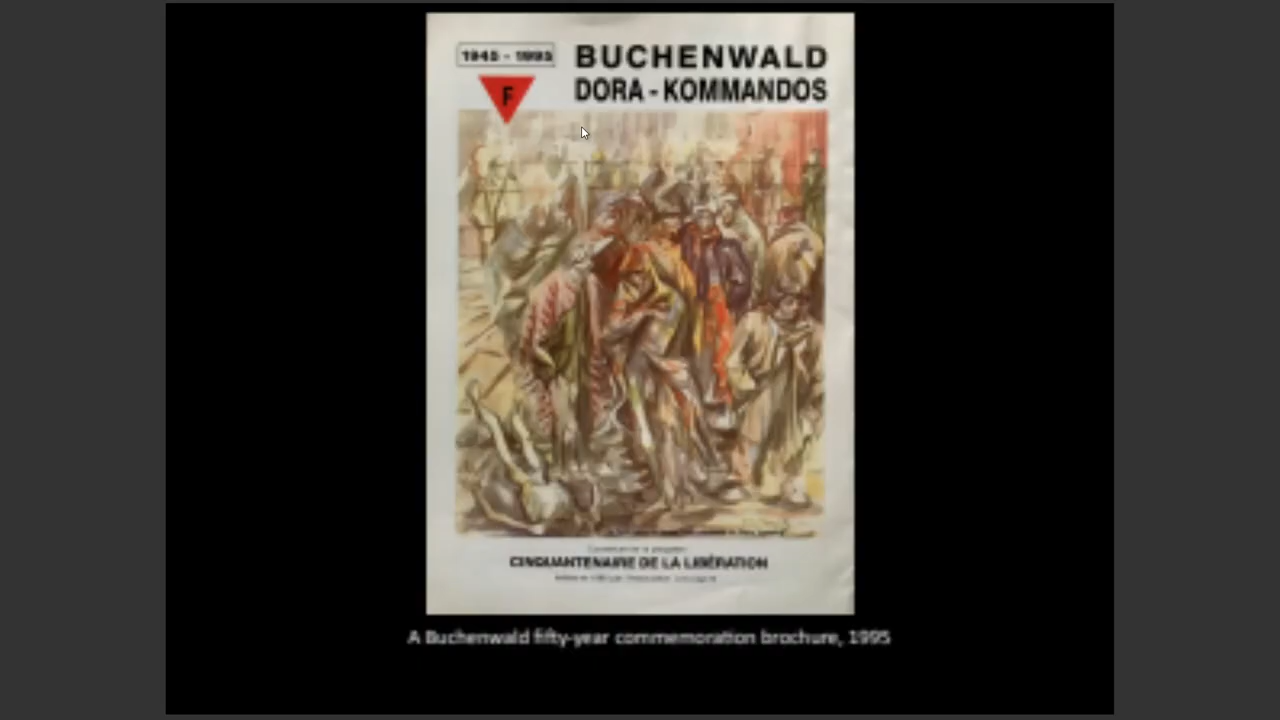 1945 - 1995
BUCHENWALD
DORA - KOMMANDOS
F
CINQUANTENAIRE DE LA LIBÉRATION
A Buchenwald fifty-year commemoration brochure, 1995